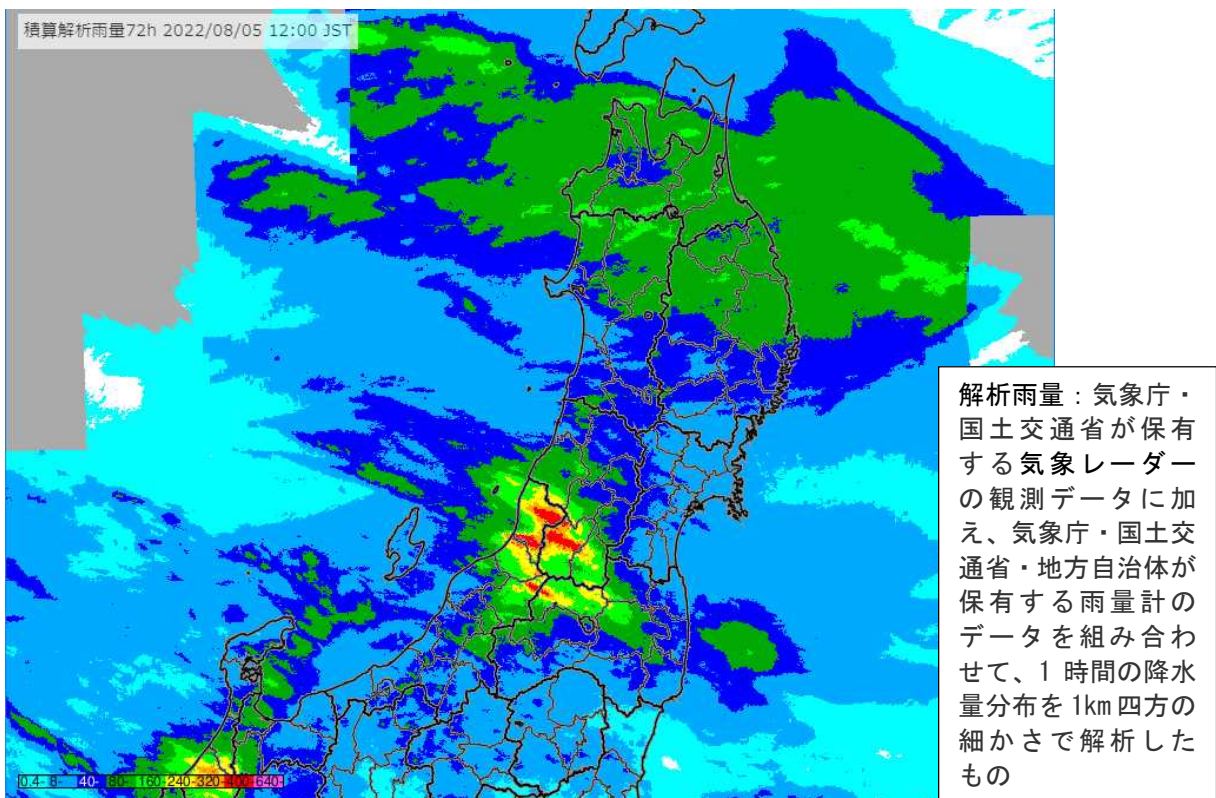 積算解析雨量72h 2022/08/05 12:00 JST
解析雨量：気象庁・
国土交通省が保有
する気象レーダー
の観測データに加
え、気象庁・国土交
通省・地方自治体が
保有する雨量計の
データを組み合わ
せて、1 時間の降水
量分布を 1km 四方の
細かさで解析した
もの
0.4- 8- 40- 80- 160- 240- 320- 400- 640-